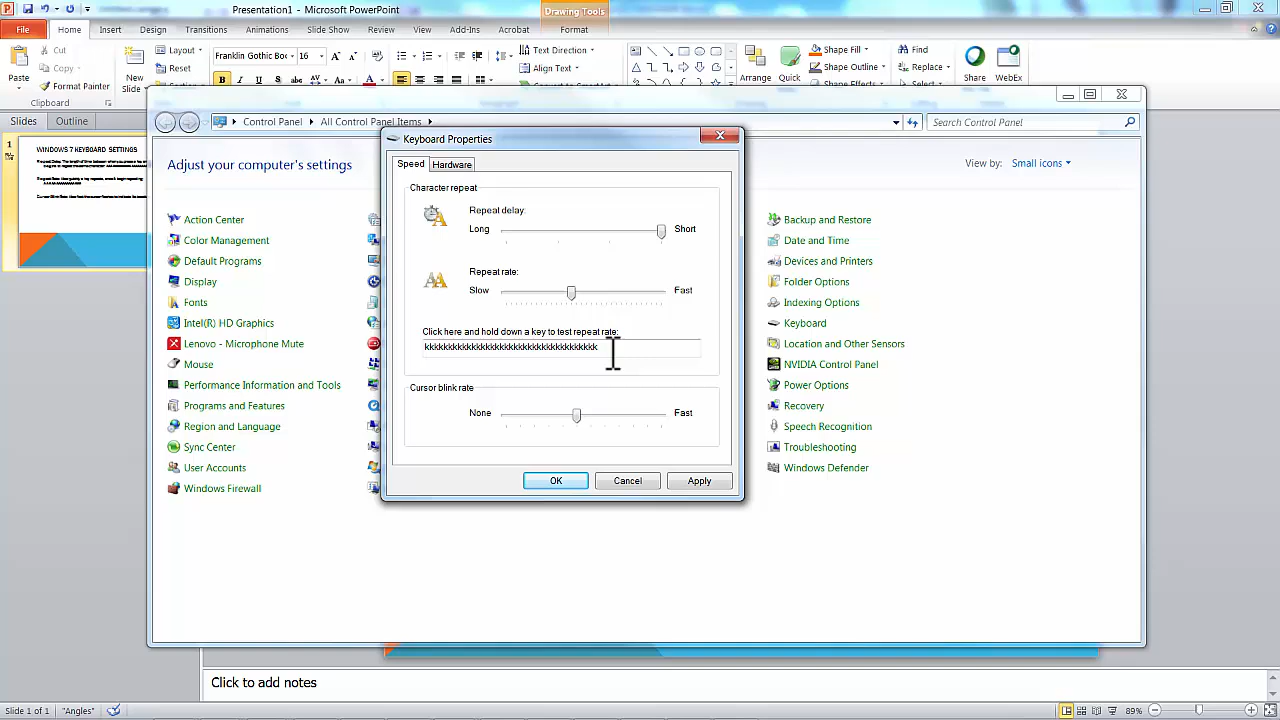 Presentation1 - Microsoft PowerPoint
Drawing Tools
File Home Insert Design Transitions Animations Slide Show Review View Add-Ins Acrobat Format
Paste
Cut
Copy
Format Painter
Clipboard
New
Slide
Layout
Reset
Franklin Gothic Boo 16
B I U S abc
Text Direction
Align Text
Arrange
Quick
Shape Fill
Shape Outline
Find
Replace
Share
WebEx
Slides Outline
1
WINDOWS 7 KEYBOARD SETTINGS
Control Panel All Control Panel Items
Search Control Panel
Adjust your computer's settings
View by: Small icons
Action Center
Color Management
Default Programs
Display
Fonts
Intel(R) HD Graphics
Lenovo - Microphone Mute
Mouse
Performance Information and Tools
Programs and Features
Region and Language
Sync Center
User Accounts
Windows Firewall
Backup and Restore
Date and Time
Devices and Printers
Folder Options
Indexing Options
Keyboard
Location and Other Sensors
NVIDIA Control Panel
Power Options
Recovery
Speech Recognition
Troubleshooting
Windows Defender
Keyboard Properties
Speed Hardware
Character repeat
Repeat delay:
Long Short
Repeat rate:
Slow Fast
Click here and hold down a key to test repeat rate:
kkkkkkkkkkkkkkkkkkkkkkkkkkkkkkkkkkk
Cursor blink rate
None Fast
OK Cancel Apply
Click to add notes
Slide 1 of 1 "Angles" 89%